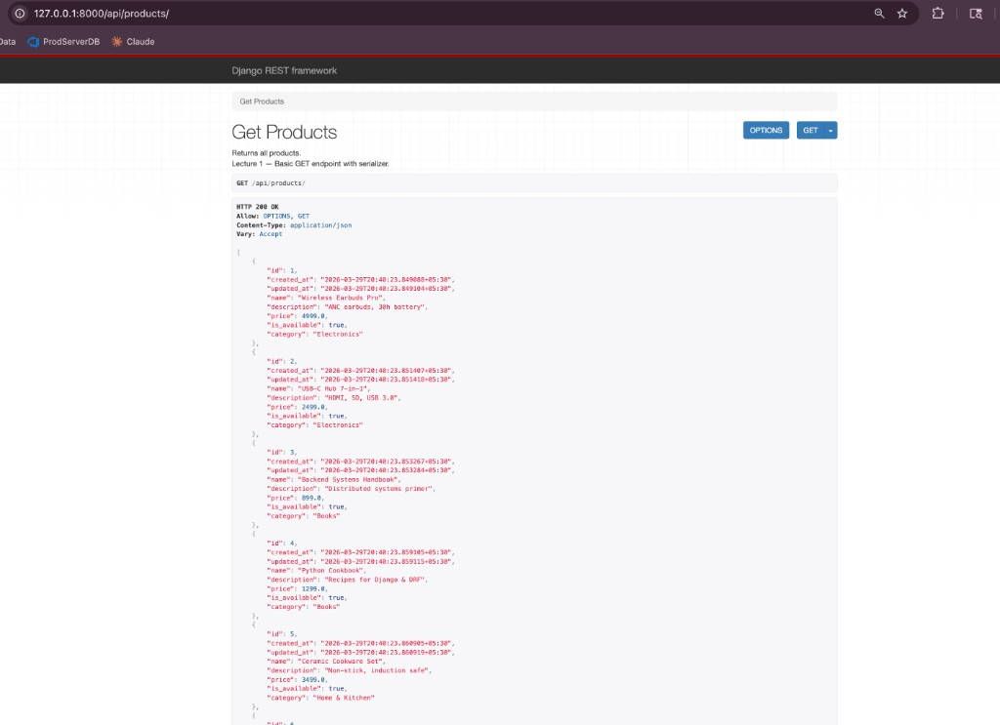 127.0.0.1:8000/api/products/
Data ProdServerDB Claude
Django REST framework
Get Products
Get Products
OPTIONS GET
Returns all products.
Lecture 1 — Basic GET endpoint with serializer.
GET /api/products/
HTTP 200 OK
Allow: OPTIONS, GET
Content-Type: application/json
Vary: Accept
[
{
"id": 1,
"created_at": "2026-03-29T20:40:23.849088+05:30",
"updated_at": "2026-03-29T20:40:23.849104+05:30",
"name": "Wireless Earbuds Pro",
"description": "ANC earbuds, 30h battery",
"price": 4999.0,
"is_available": true,
"category": "Electronics"
},
{
"id": 2,
"created_at": "2026-03-29T20:40:23.851407+05:30",
"updated_at": "2026-03-29T20:40:23.851418+05:30",
"name": "USB-C Hub 7-in-1",
"description": "HDMI, SD, USB 3.0",
"price": 2499.0,
"is_available": true,
"category": "Electronics"
},
{
"id": 3,
"created_at": "2026-03-29T20:40:23.853267+05:30",
"updated_at": "2026-03-29T20:40:23.853284+05:30",
"name": "Backend Systems Handbook",
"description": "Distributed systems primer",
"price": 899.0,
"is_available": true,
"category": "Books"
},
{
"id": 4,
"created_at": "2026-03-29T20:40:23.859105+05:30",
"updated_at": "2026-03-29T20:40:23.859115+05:30",
"name": "Python Cookbook",
"description": "Recipes for Django & DRF",
"price": 1299.0,
"is_available": true,
"category": "Books"
},
{
"id": 5,
"created_at": "2026-03-29T20:40:23.860905+05:30",
"updated_at": "2026-03-29T20:40:23.860919+05:30",
"name": "Ceramic Cookware Set",
"description": "Non-stick, induction safe",
"price": 3499.0,
"is_available": true,
"category": "Home & Kitchen"
},
{